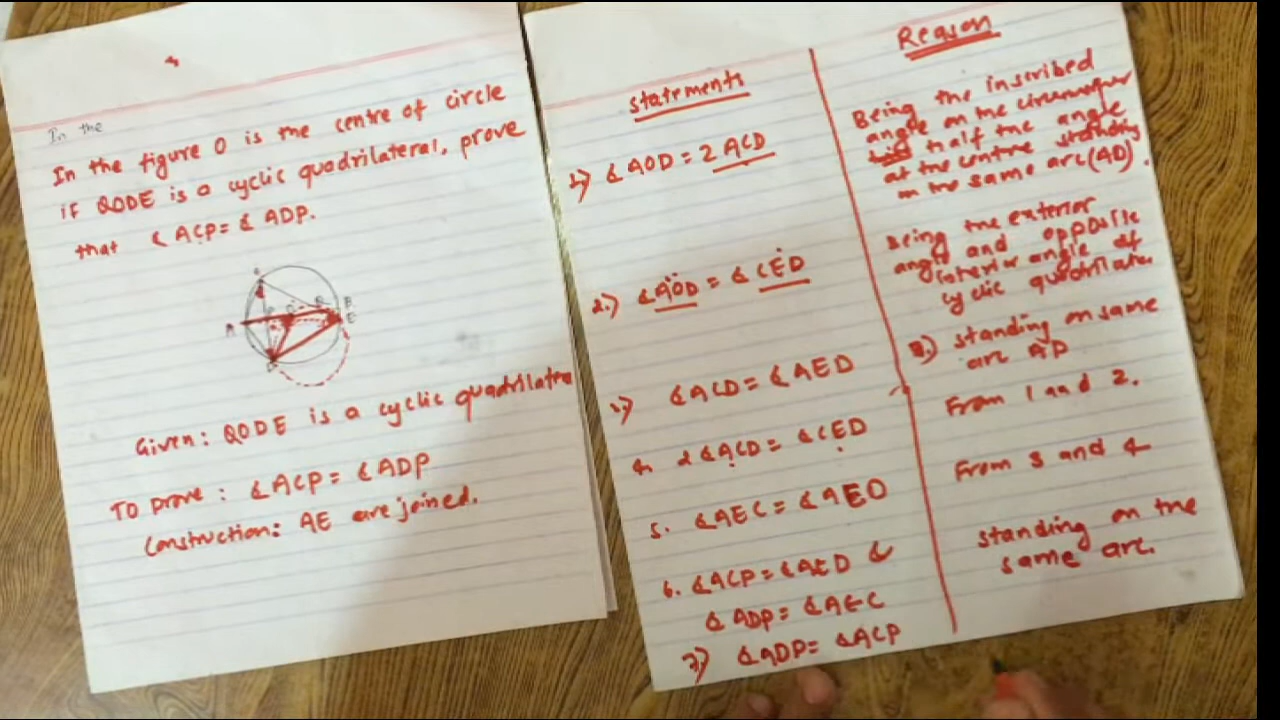 In the
In the figure O is the centre of circle
if QODE is a cyclic quadrilateral, prove
that ∠ACP = ∠ADP.
A
E
Given: QODE is a cyclic quadrilate
To prove : ∠ACP = ∠ADP
Construction: AE are joined.
statements
1) ∠AOD = 2 ACD
2.) ∠AOD = ∠CED
3.) ∠ACD = ∠AED
4. 2∠ACD = ∠CED
5. ∠AEC = ∠AED
6. ∠ACP = ∠AED &
∠ADP = ∠AEC
7.) ∠ADP = ∠ACP
Reason
Being the inscribed
angle on the
half the angle
at the centre standing
on the same arc (AD).
Being the exterior
angle and opposite
interior angle of
cyclic quadrilate
3.) standing on same
arc AD
From 1 and 2.
From 3 and 4
standing on the
same arc.